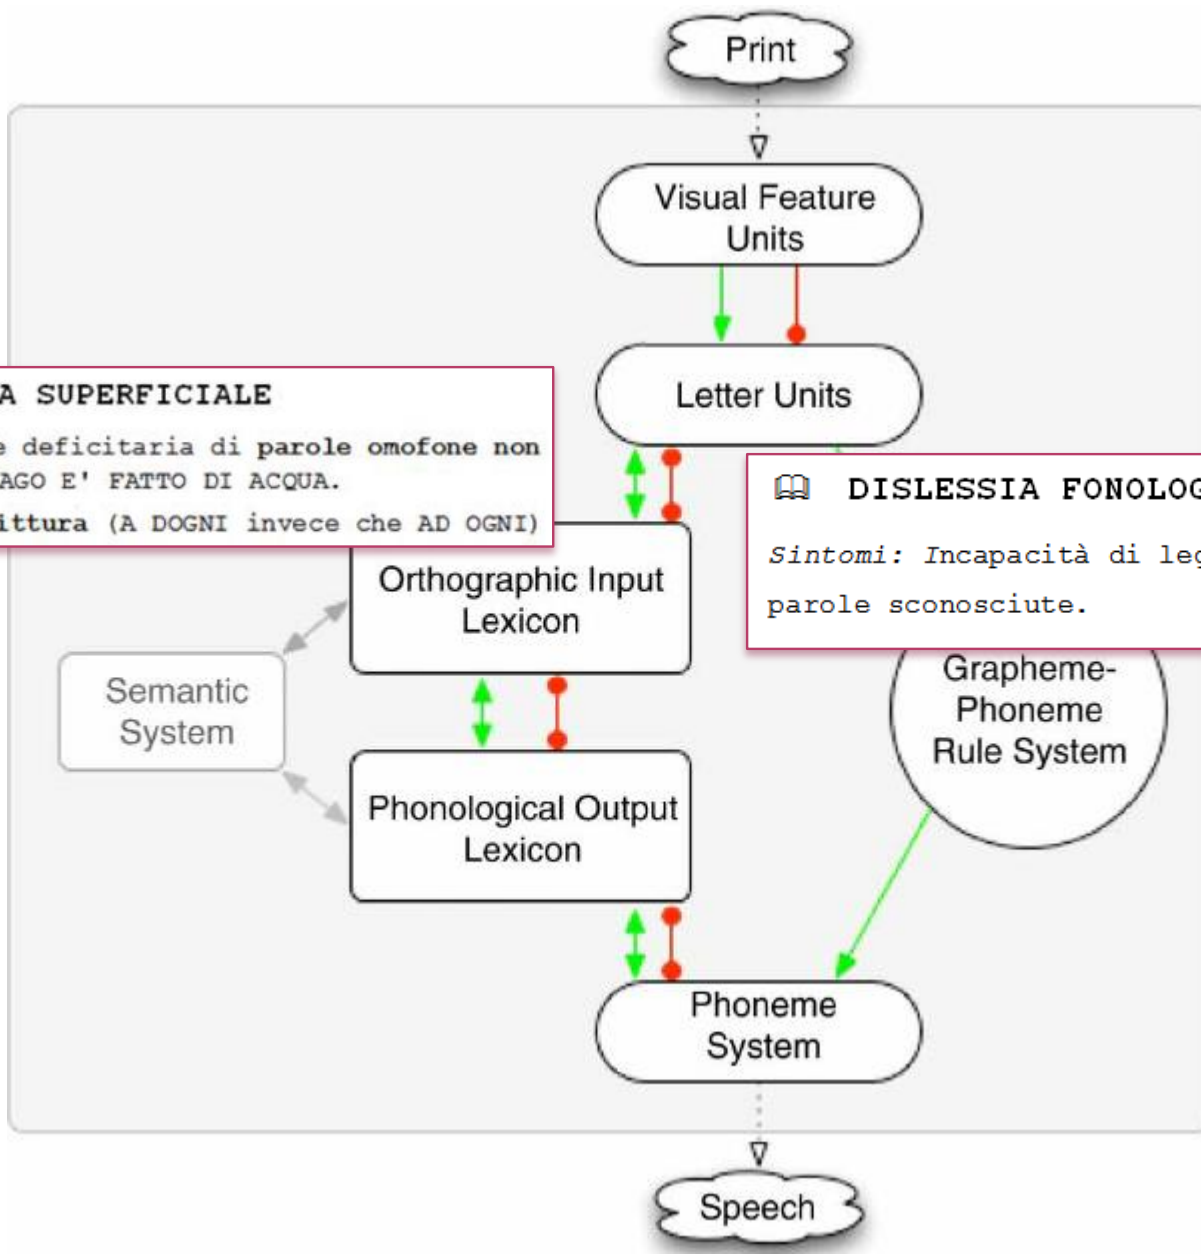 Print
Visual Feature
Units
Letter Units
A SUPERFICIALE
e deficitaria di parole omofone non
AGO E' FATTO DI ACQUA.
ittura (A DOGNI invece che AD OGNI)
DISLESSIA FONOLOG
Sintomi: Incapacità di leg
parole sconosciute.
Orthographic Input
Lexicon
Semantic
System
Grapheme-
Phoneme
Rule System
Phonological Output
Lexicon
Phoneme
System
Speech